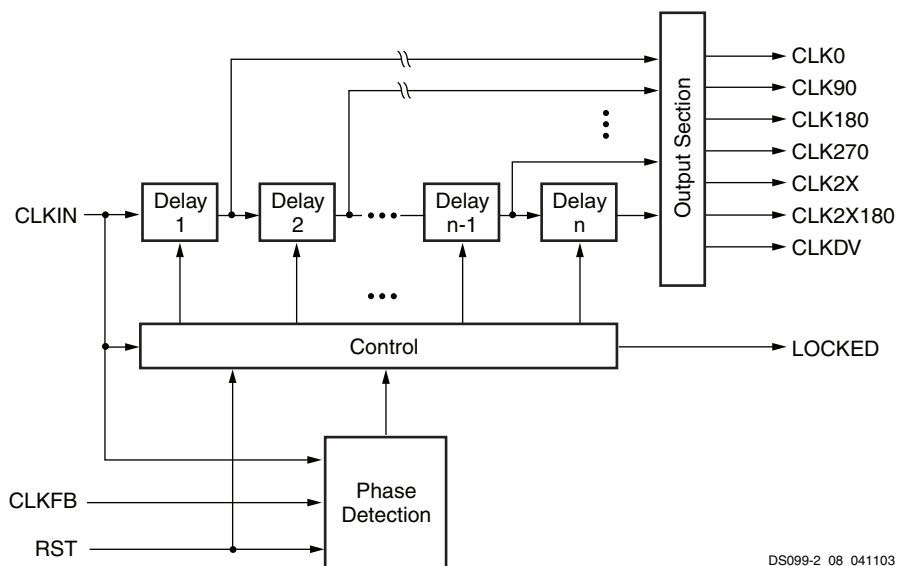 CLK0
CLK90
CLK180
CLK270
CLK2X
CLK2X180
CLKDV
Output Section
CLKIN
Delay
1
Delay
2
Delay
n-1
Delay
n
Control
LOCKED
Phase
Detection
CLKFB
RST
DS099-2_08_041103